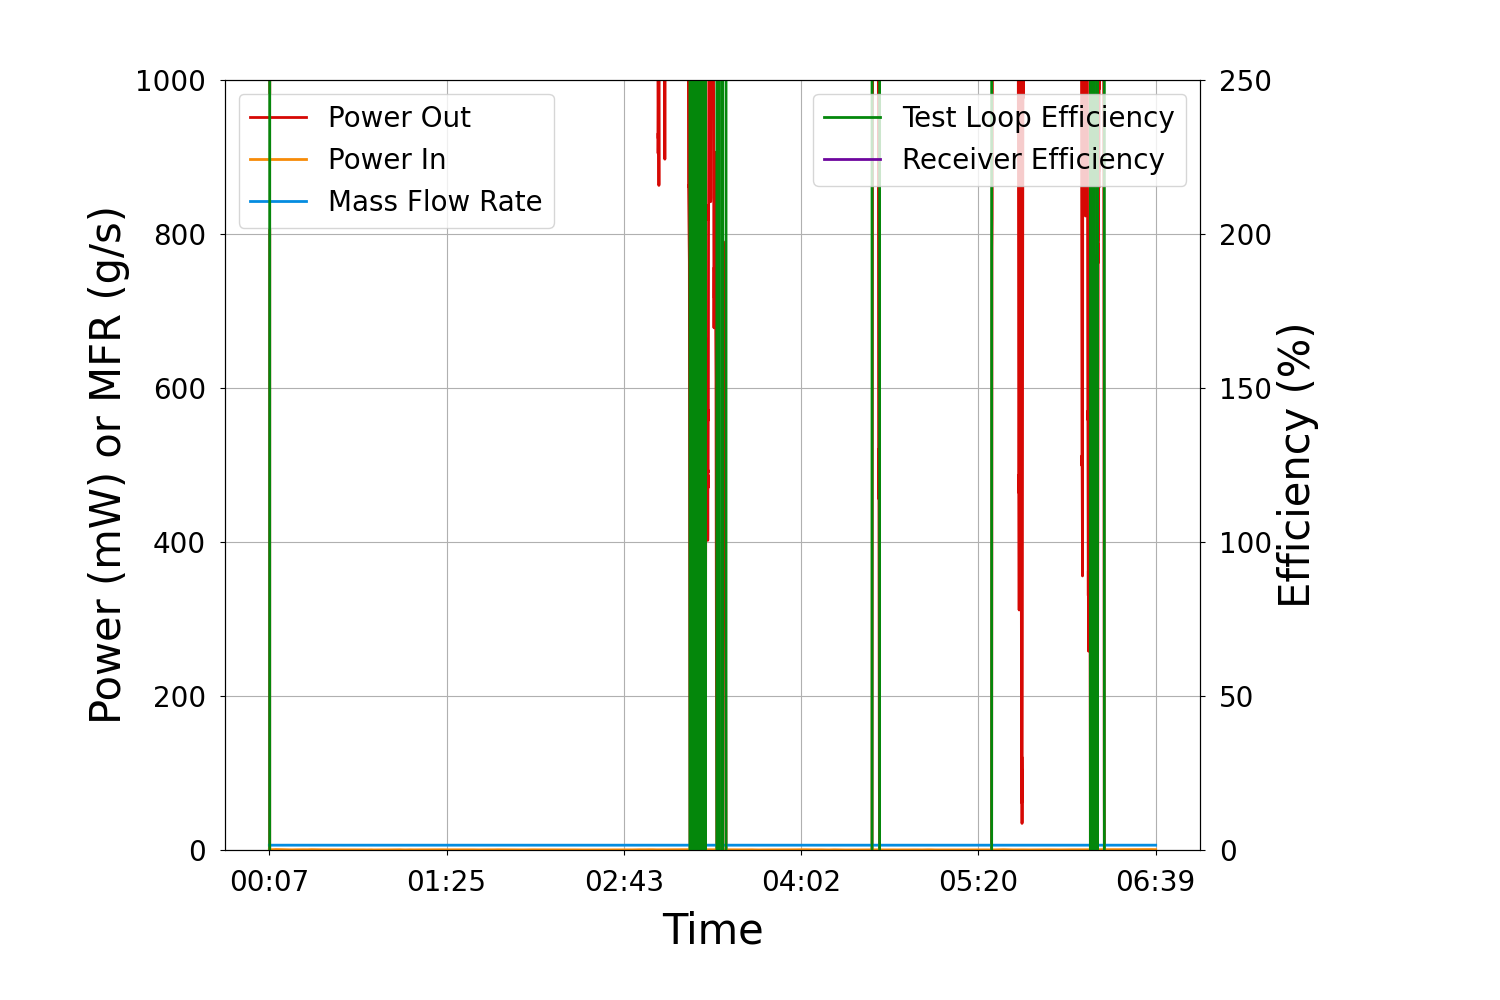 1000
800
600
400
200
0
Power (mW) or MFR (g/s)
Power Out
Power In
Mass Flow Rate
Test Loop Efficiency
Receiver Efficiency
250
200
150
100
50
0
Efficiency (%)
00:07 01:25 02:43 04:02 05:20 06:39
Time